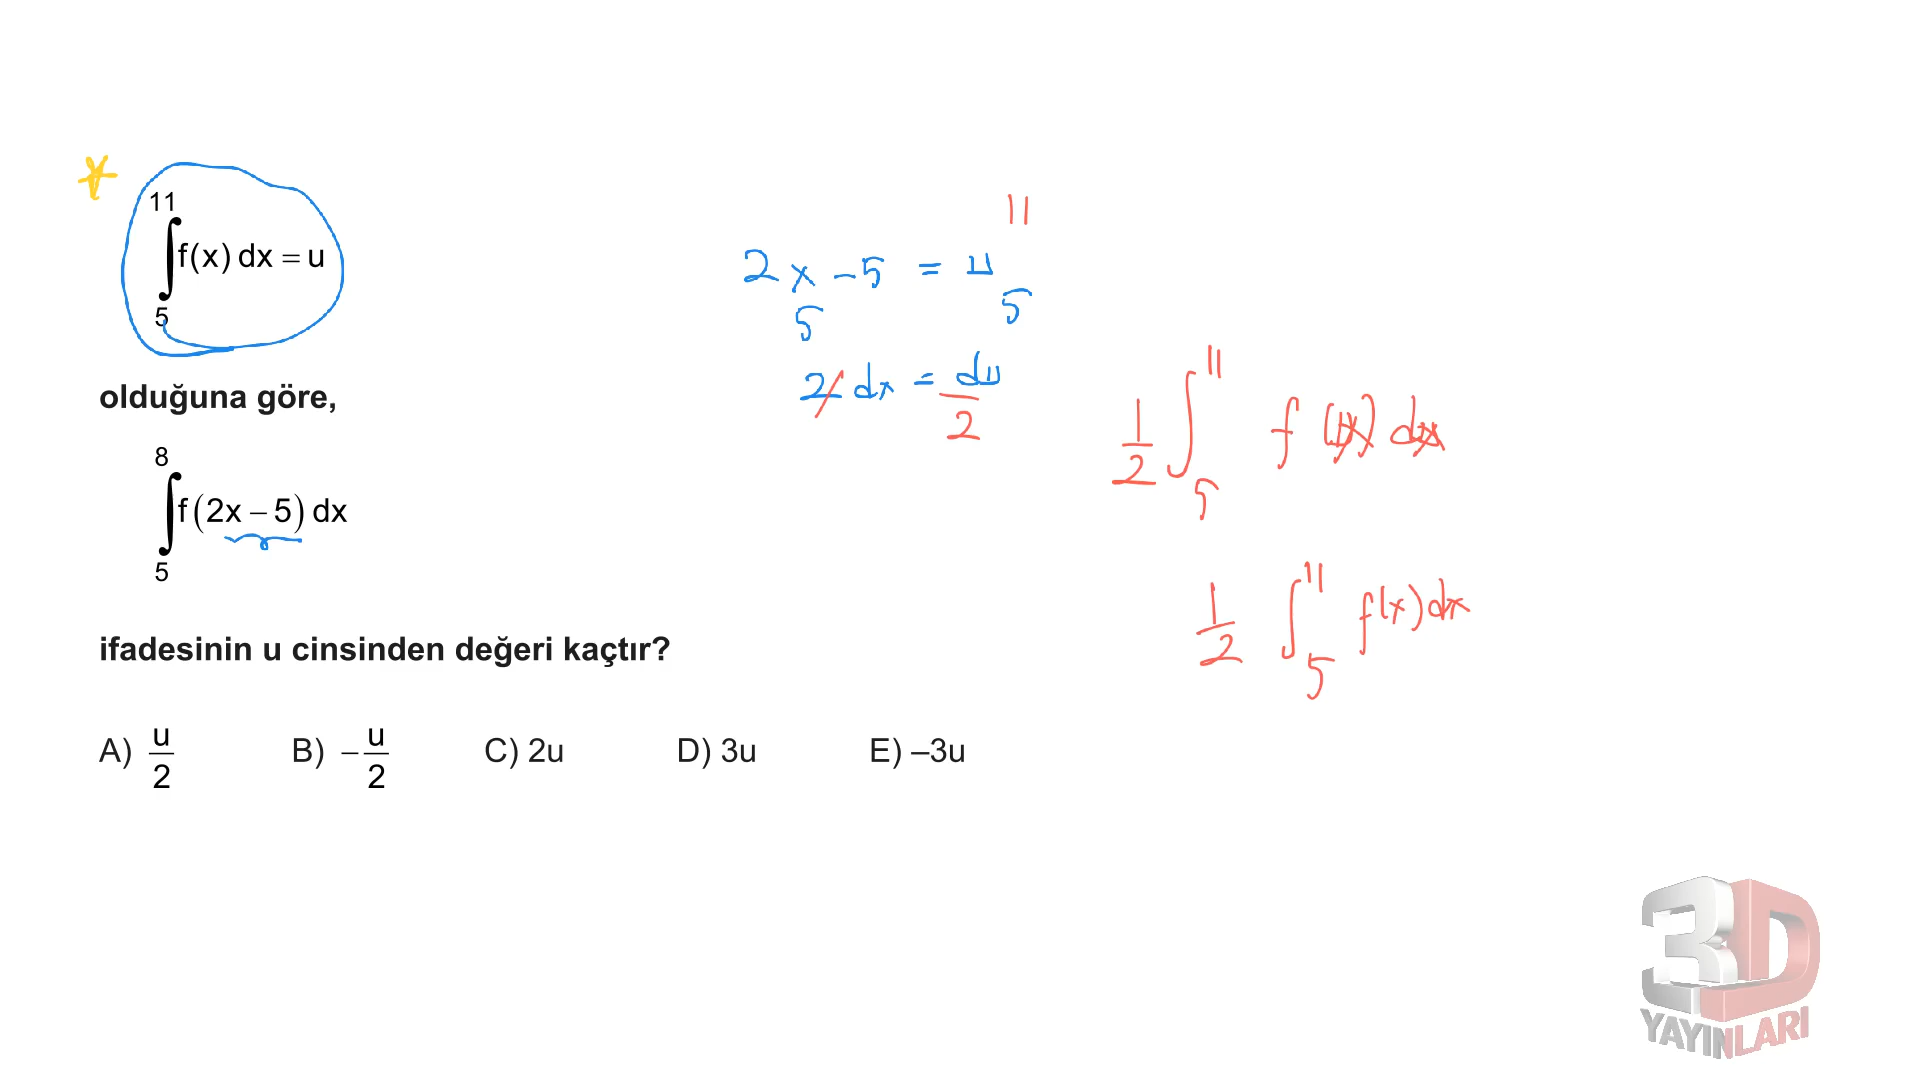 11
∫ f(x) dx = u
5
olduğuna göre,
8
∫ f(2x – 5) dx
5
ifadesinin u cinsinden değeri kaçtır?
A) u/2 B) –u/2 C) 2u D) 3u E) –3u
11
2x – 5 = u
5 5
2 dx = du/2
11
1/2 ∫ f
5
11
1/2 ∫ f(x) dx
5
3D
YAYINLARI